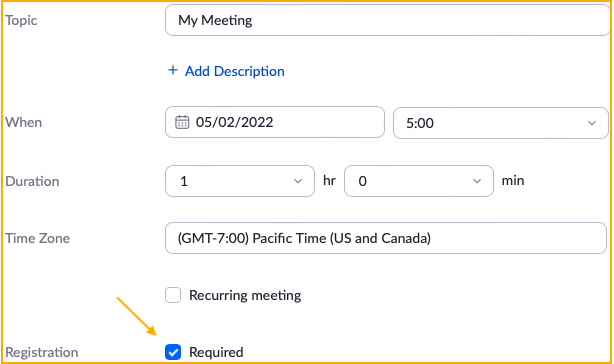 Topic My Meeting
+ Add Description
When 05/02/2022 5:00
Duration 1 hr 0 min
Time Zone (GMT-7:00) Pacific Time (US and Canada)
Recurring meeting
Registration Required